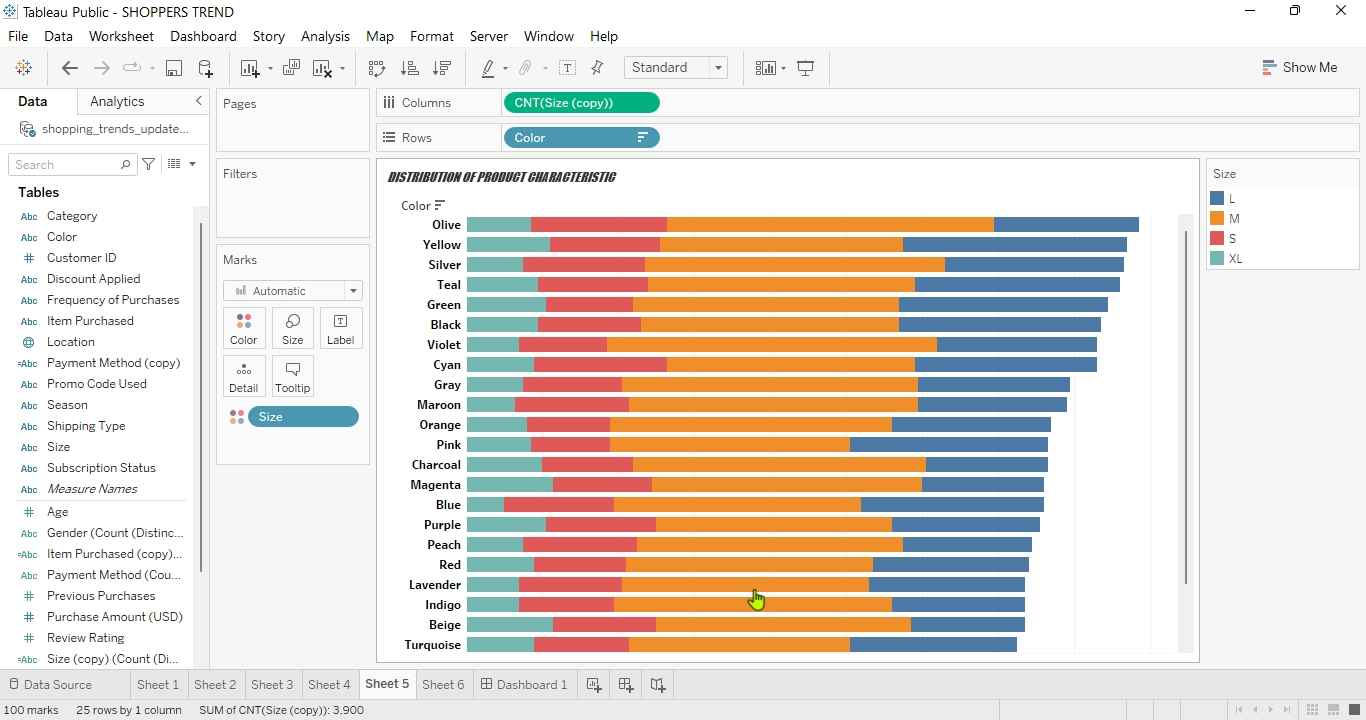 Tableau Public - SHOPPERS TREND
File Data Worksheet Dashboard Story Analysis Map Format Server Window Help
Standard
Show Me
Data Analytics
shopping_trends_update...
Search
Tables
Abc Category
Abc Color
# Customer ID
Abc Discount Applied
Abc Frequency of Purchases
Abc Item Purchased
Location
=Abc Payment Method (copy)
Abc Promo Code Used
Abc Season
Abc Shipping Type
Abc Size
Abc Subscription Status
Abc Measure Names
# Age
Abc Gender (Count (Distinc...
=Abc Item Purchased (copy)...
Abc Payment Method (Cou...
# Previous Purchases
# Purchase Amount (USD)
# Review Rating
=Abc Size (copy) (Count (Di...
Pages
Filters
Marks
Automatic
Color Size Label
Detail Tooltip
Size
Columns CNT(Size (copy))
Rows Color
DISTRIBUTION OF PRODUCT CHARACTERISTIC
Color
Olive
Yellow
Silver
Teal
Green
Black
Violet
Cyan
Gray
Maroon
Orange
Pink
Charcoal
Magenta
Blue
Purple
Peach
Red
Lavender
Indigo
Beige
Turquoise
Size
L
M
S
XL
Data Source Sheet 1 Sheet 2 Sheet 3 Sheet 4 Sheet 5 Sheet 6 Dashboard 1
100 marks 25 rows by 1 column SUM of CNT(Size (copy)): 3,900